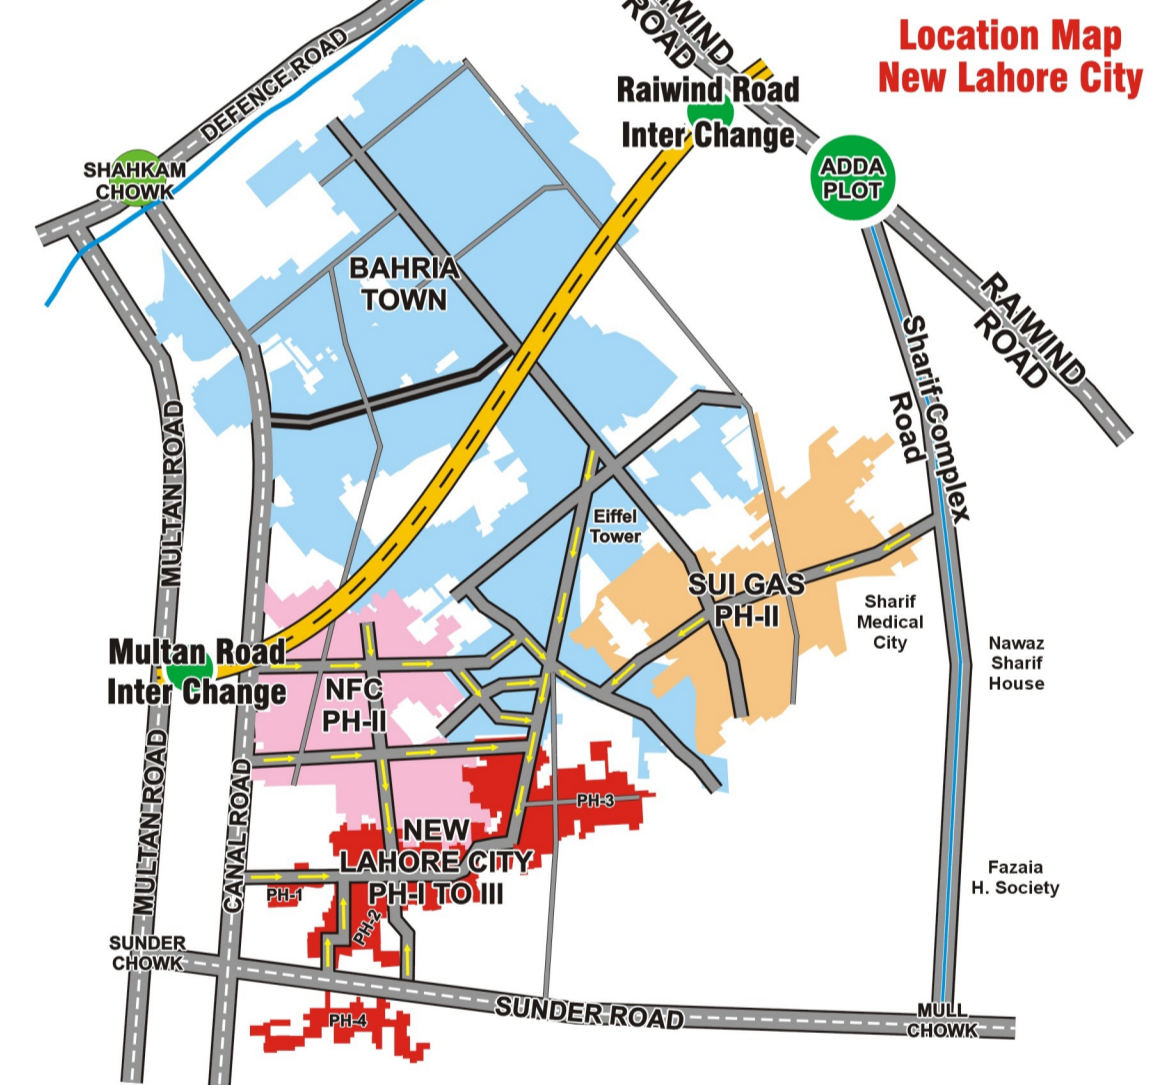 Location Map
New Lahore City
RAIWIND
ROAD
DEFENCE ROAD
Raiwind Road
Inter Change
SHAHKAM
CHOWK
ADDA
PLOT
BAHRIA
TOWN
RAIWIND
ROAD
Sharif Complex
Road
MULTAN ROAD
Eiffel
Tower
SUI GAS
PH-II
Sharif
Medical
City
Nawaz
Sharif
House
Multan Road
Inter Change
NFC
PH-II
MULTAN ROAD
CANAL ROAD
PH-3
NEW
LAHORE CITY
PH-I TO III
PH-1
PH-2
Fazaia
H. Society
SUNDER
CHOWK
SUNDER ROAD
PH-4
MULL
CHOWK